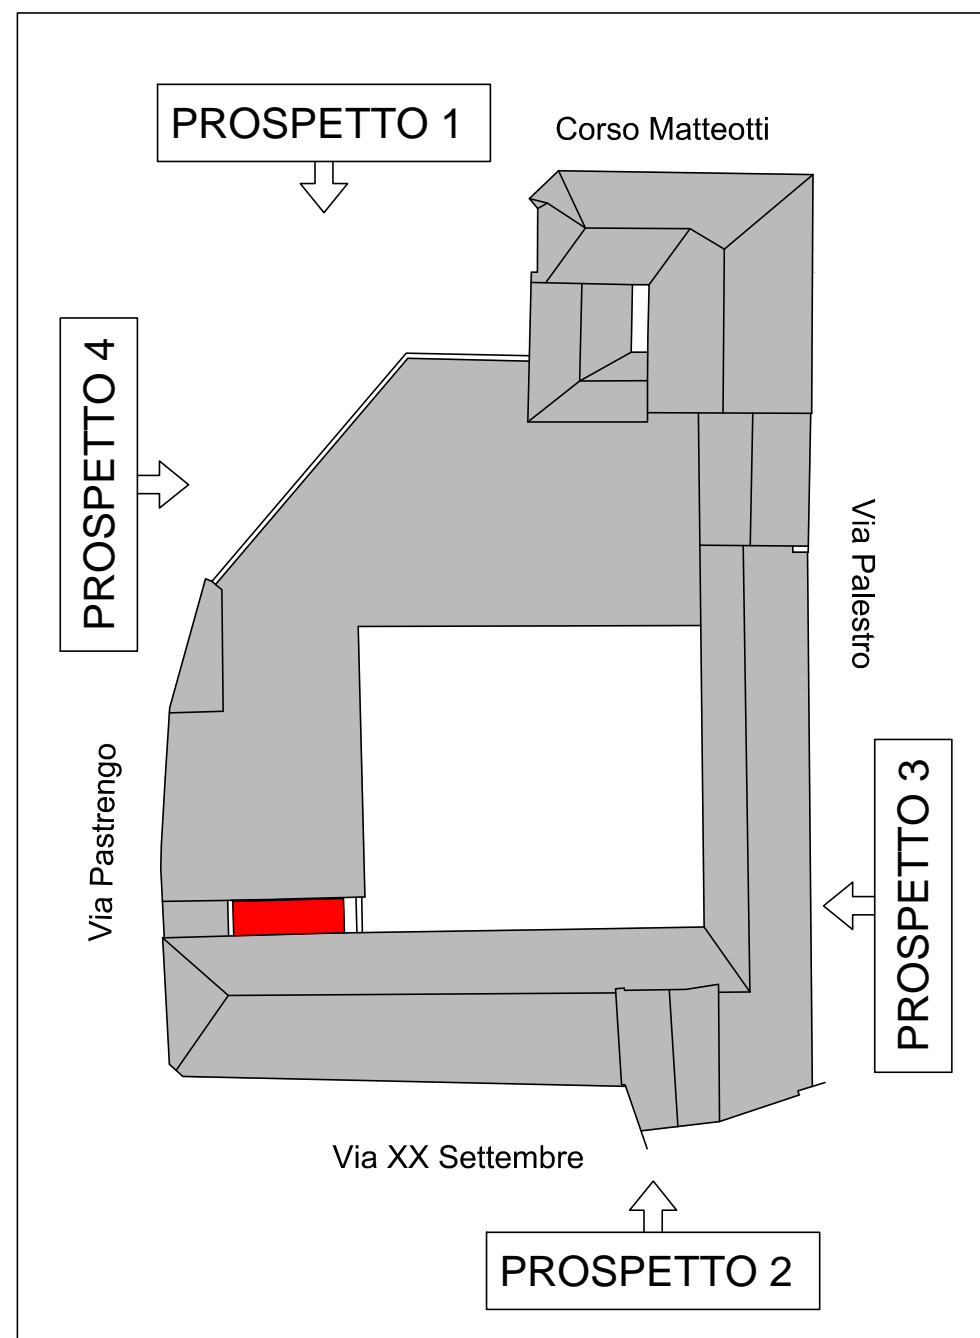 PROSPETTO 1
Corso Matteotti
PROSPETTO 4
Via Palestro
Via Pastrengo
PROSPETTO 3
Via XX Settembre
PROSPETTO 2